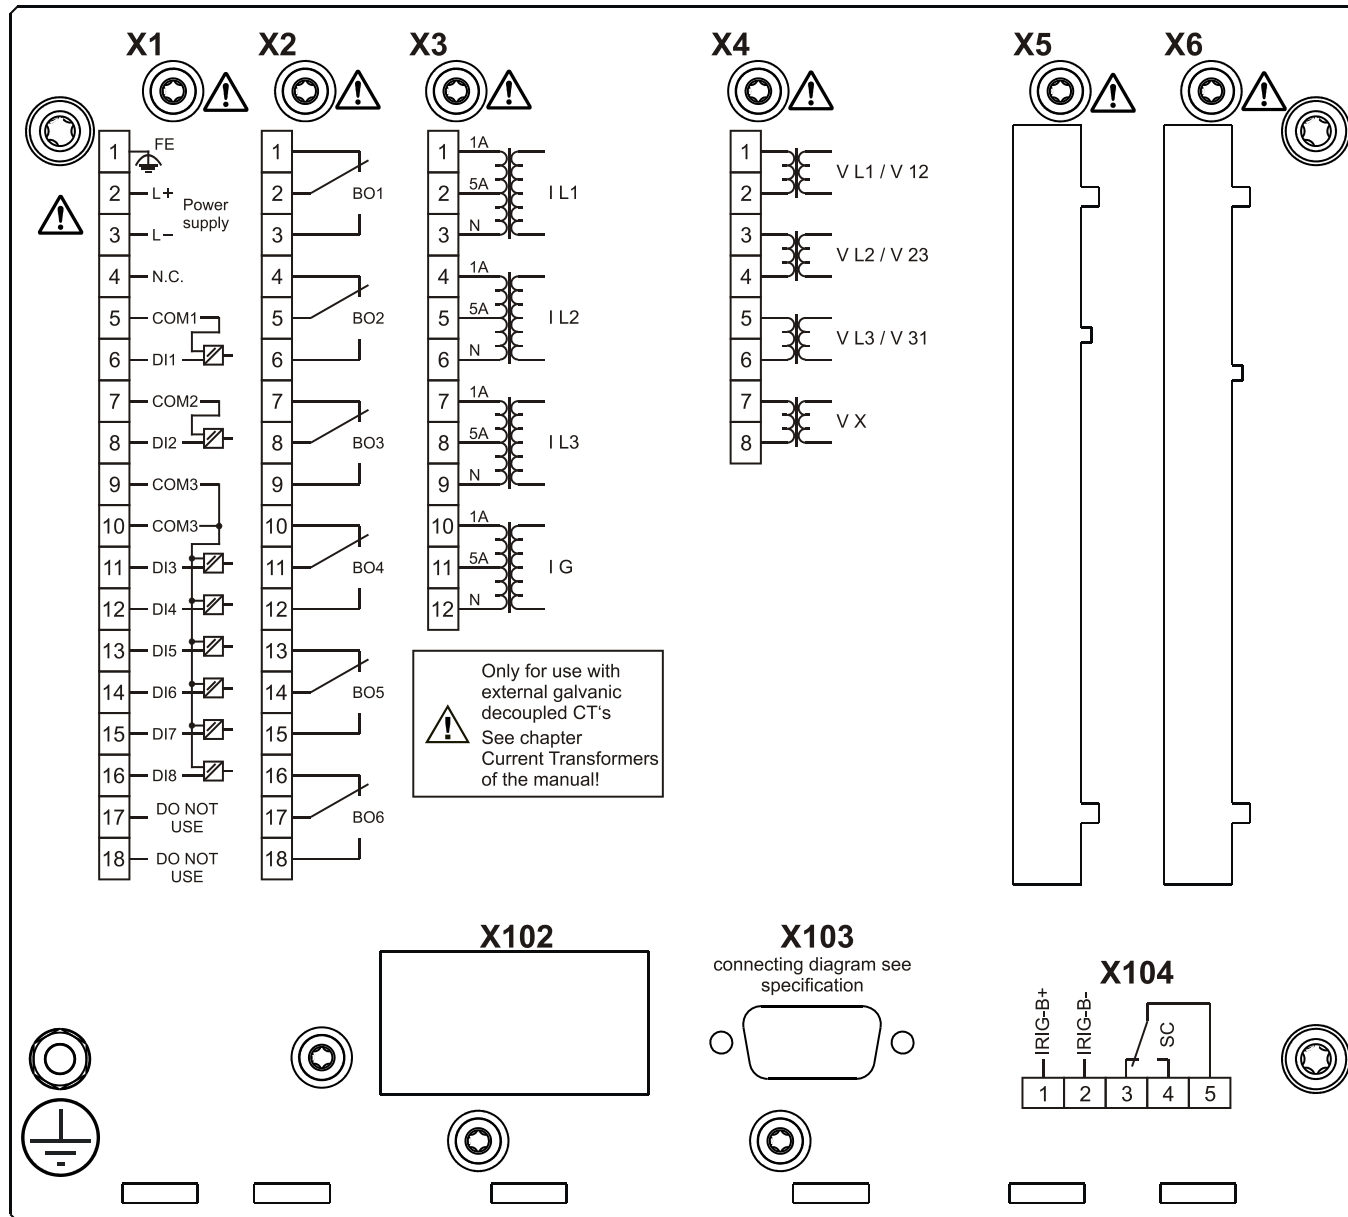 X1
X2
X3
X4
X5
X6
1 FE
2 L+
Power
supply
3 L–
4 N.C.
5 COM1
6 DI1
7 COM2
8 DI2
9 COM3
10 COM3
11 DI3
12 DI4
13 DI5
14 DI6
15 DI7
16 DI8
17 DO NOT
USE
18 DO NOT
USE
1
2 BO1
3
4
5 BO2
6
7
8 BO3
9
10
11 BO4
12
13
14 BO5
15
16
17 BO6
18
1 1A
2 5A I L1
3 N
4 1A
5 5A I L2
6 N
7 1A
8 5A I L3
9 N
10 1A
11 5A I G
12 N
Only for use with
external galvanic
decoupled CT‘s
See chapter
Current Transformers
of the manual!
1
V L1 / V 12
2
3
V L2 / V 23
4
5
V L3 / V 31
6
7
V X
8
X102
X103
connecting diagram see
specification
X104
IRIG-B+
IRIG-B-
SC
1 2 3 4 5